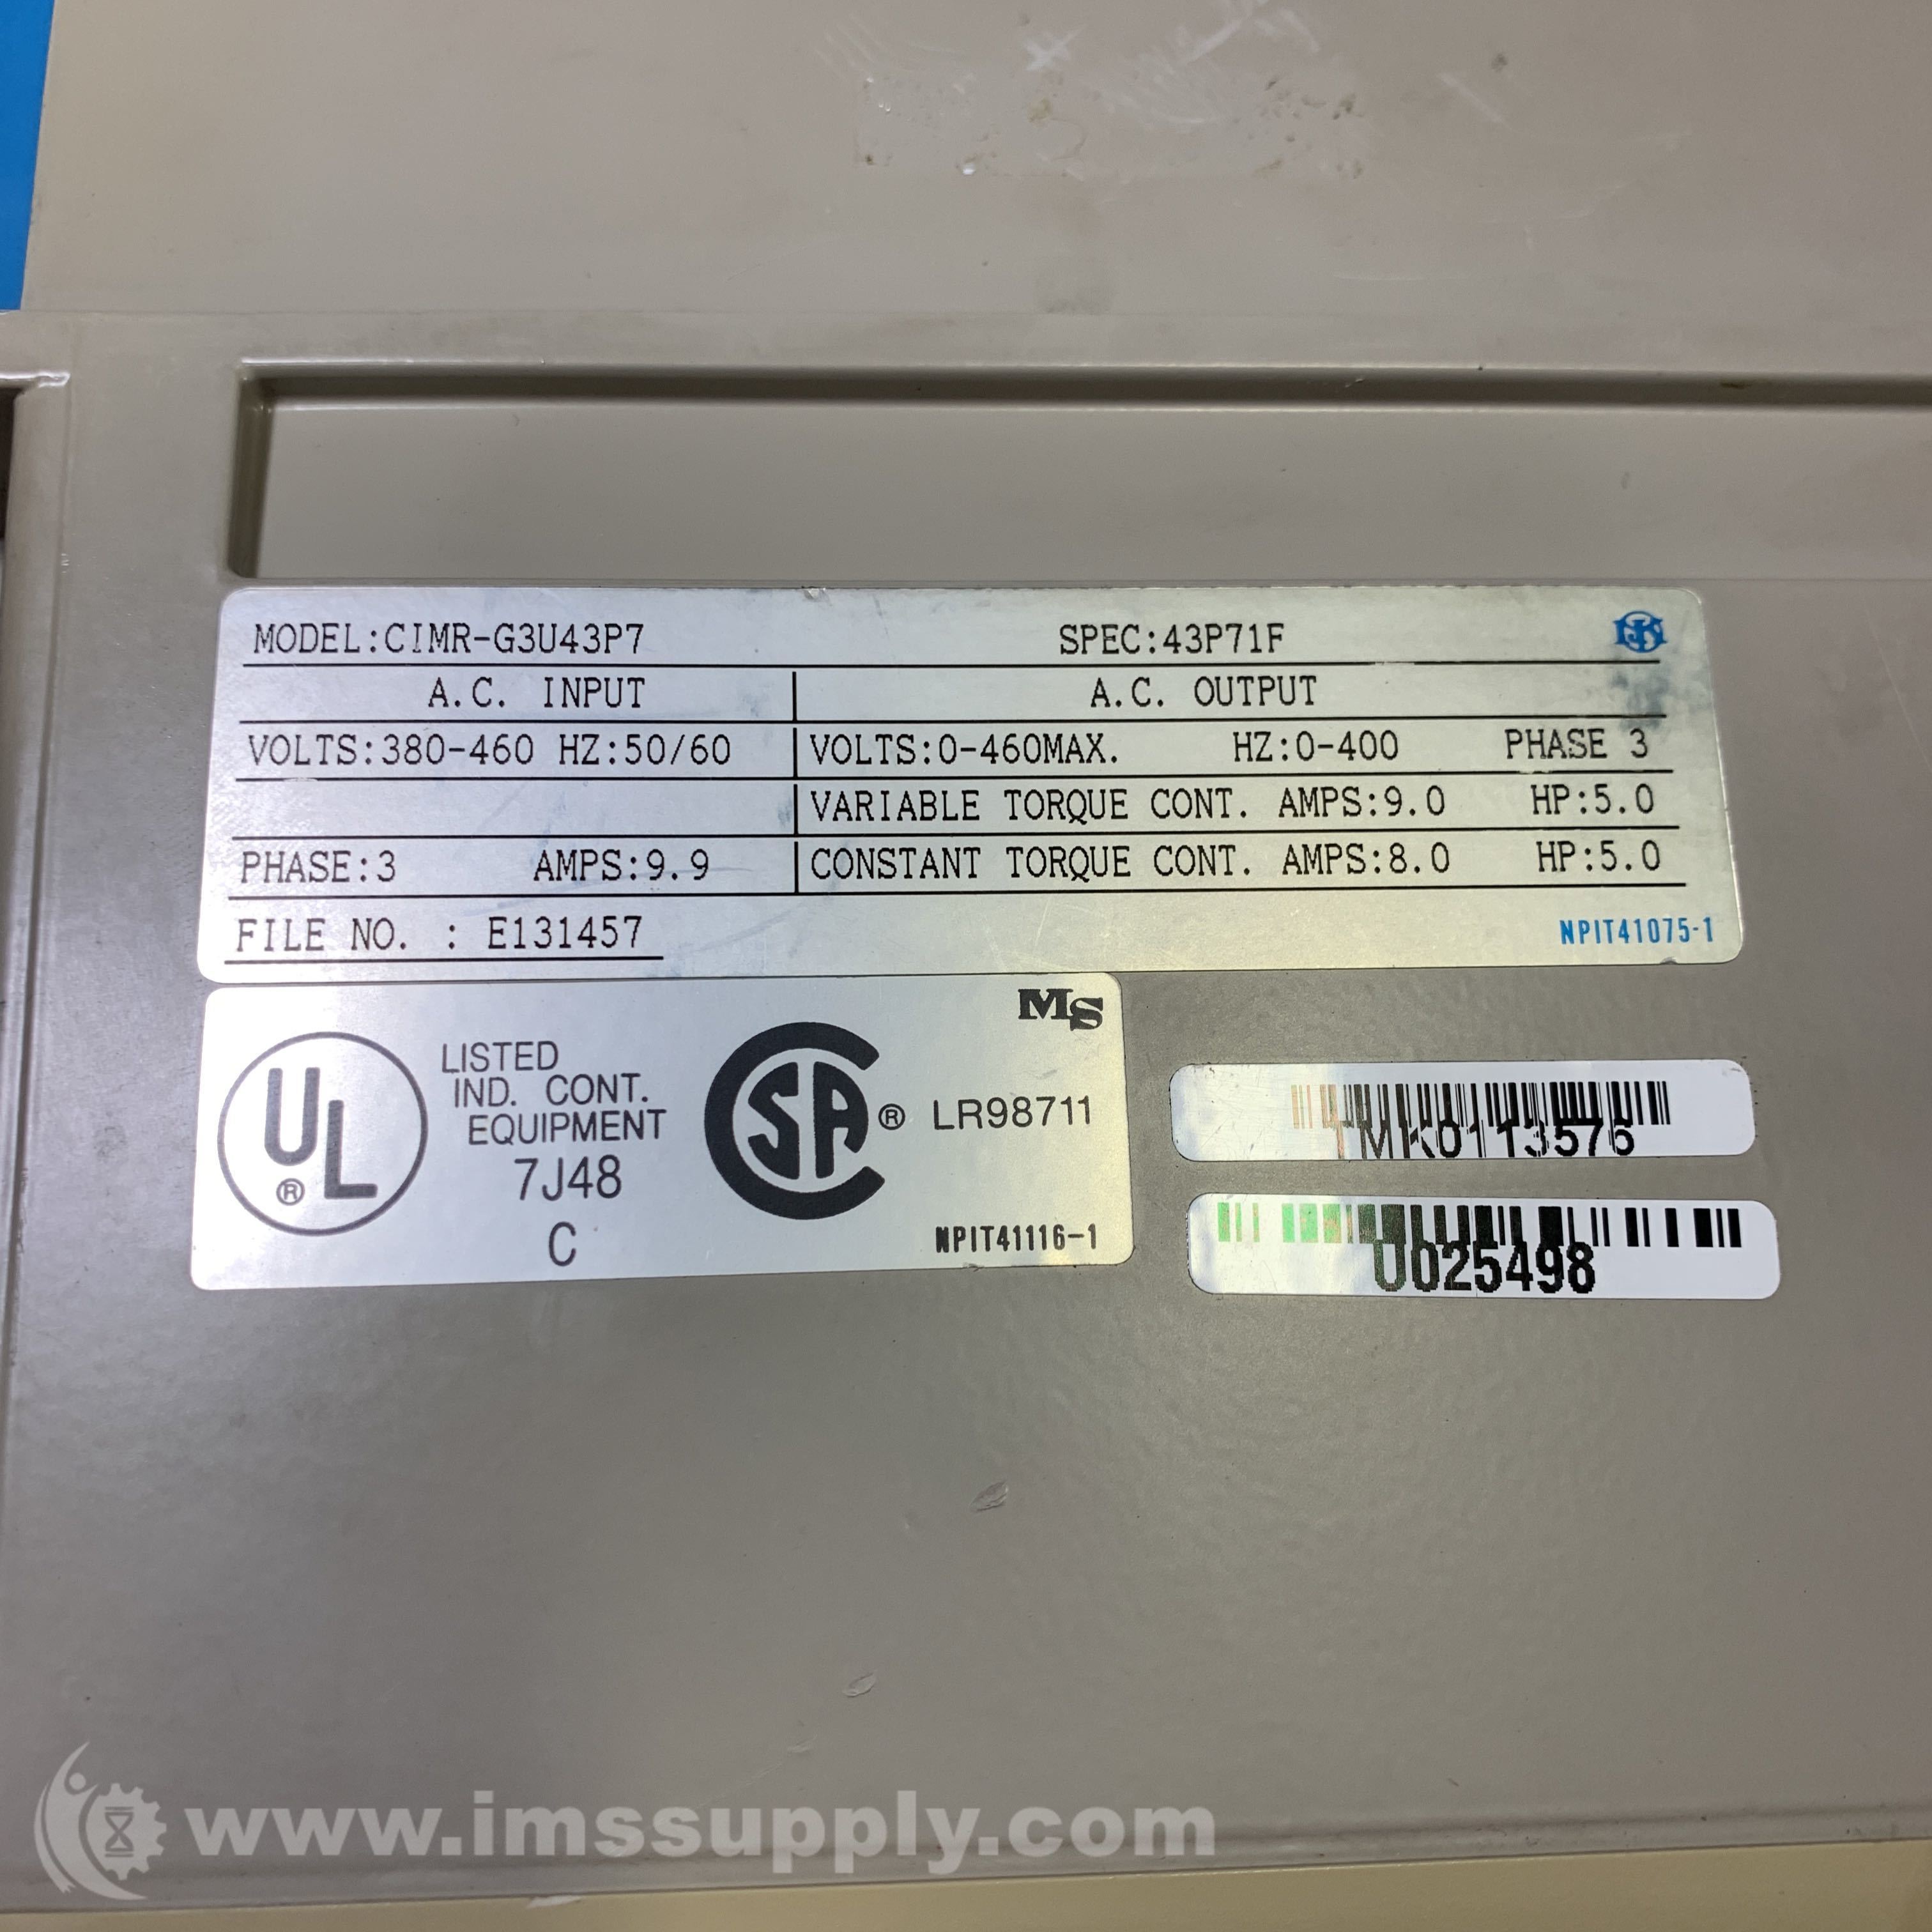 MODEL:CIMR-G3U43P7 SPEC:43P71F
A.C. INPUT A.C. OUTPUT
VOLTS:380-460 HZ:50/60 VOLTS:0-460MAX. HZ:0-400 PHASE 3
VARIABLE TORQUE CONT. AMPS:9.0 HP:5.0
PHASE:3 AMPS:9.9 CONSTANT TORQUE CONT. AMPS:8.0 HP:5.0
FILE NO. : E131457 NPIT41075-1
MS
UL ®
LISTED
IND. CONT.
EQUIPMENT
7J48
C
SA ® LR98711
NPIT41116-1
1MK0113576
U025498
www.imssupply.com